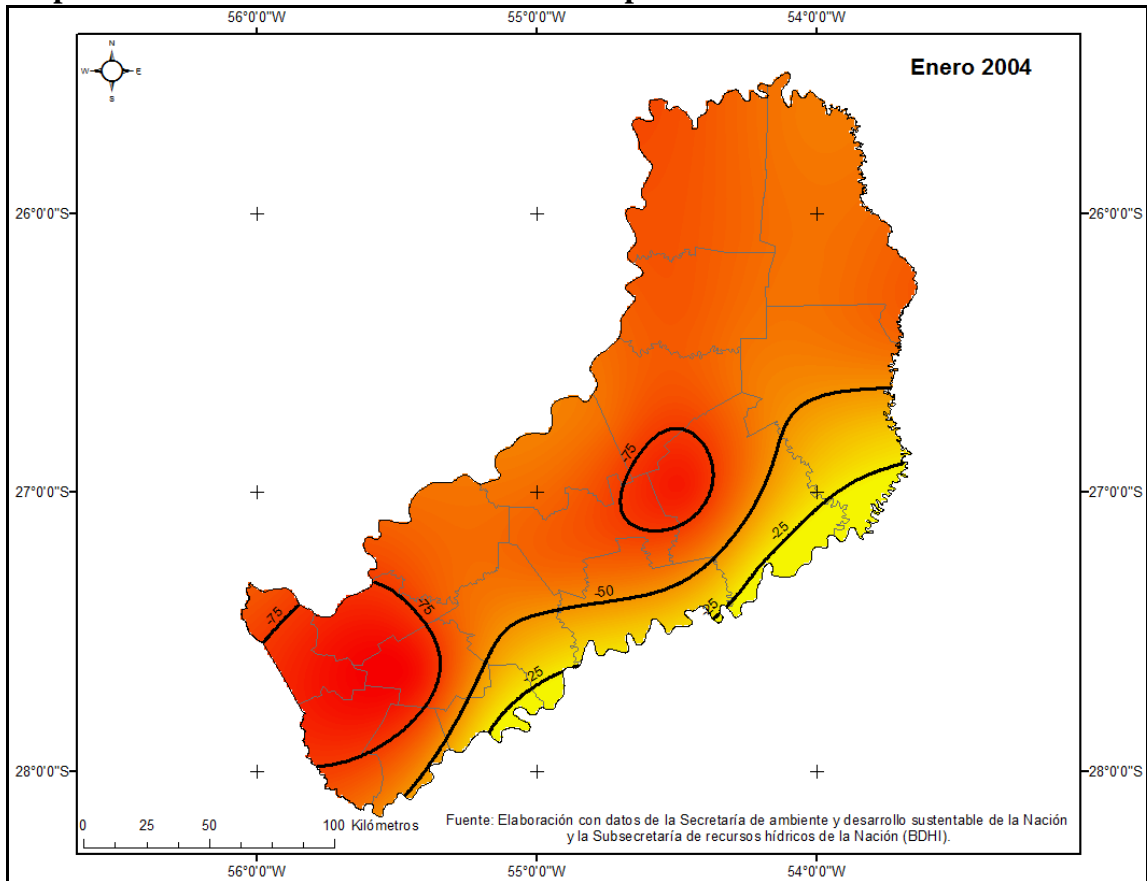 56°0'0"W 55°0'0"W 54°0'0"W
N
W E
S
Enero 2004
26°0'0"S 26°0'0"S
-75
27°0'0"S 27°0'0"S
-25
-50
-75 -75 -25
-25
28°0'0"S 28°0'0"S
0 25 50 100 Kilómetros
Fuente: Elaboración con datos de la Secretaría de ambiente y desarrollo sustentable de la Nación
y la Subsecretaría de recursos hídricos de la Nación (BDHI).
56°0'0"W 55°0'0"W 54°0'0"W